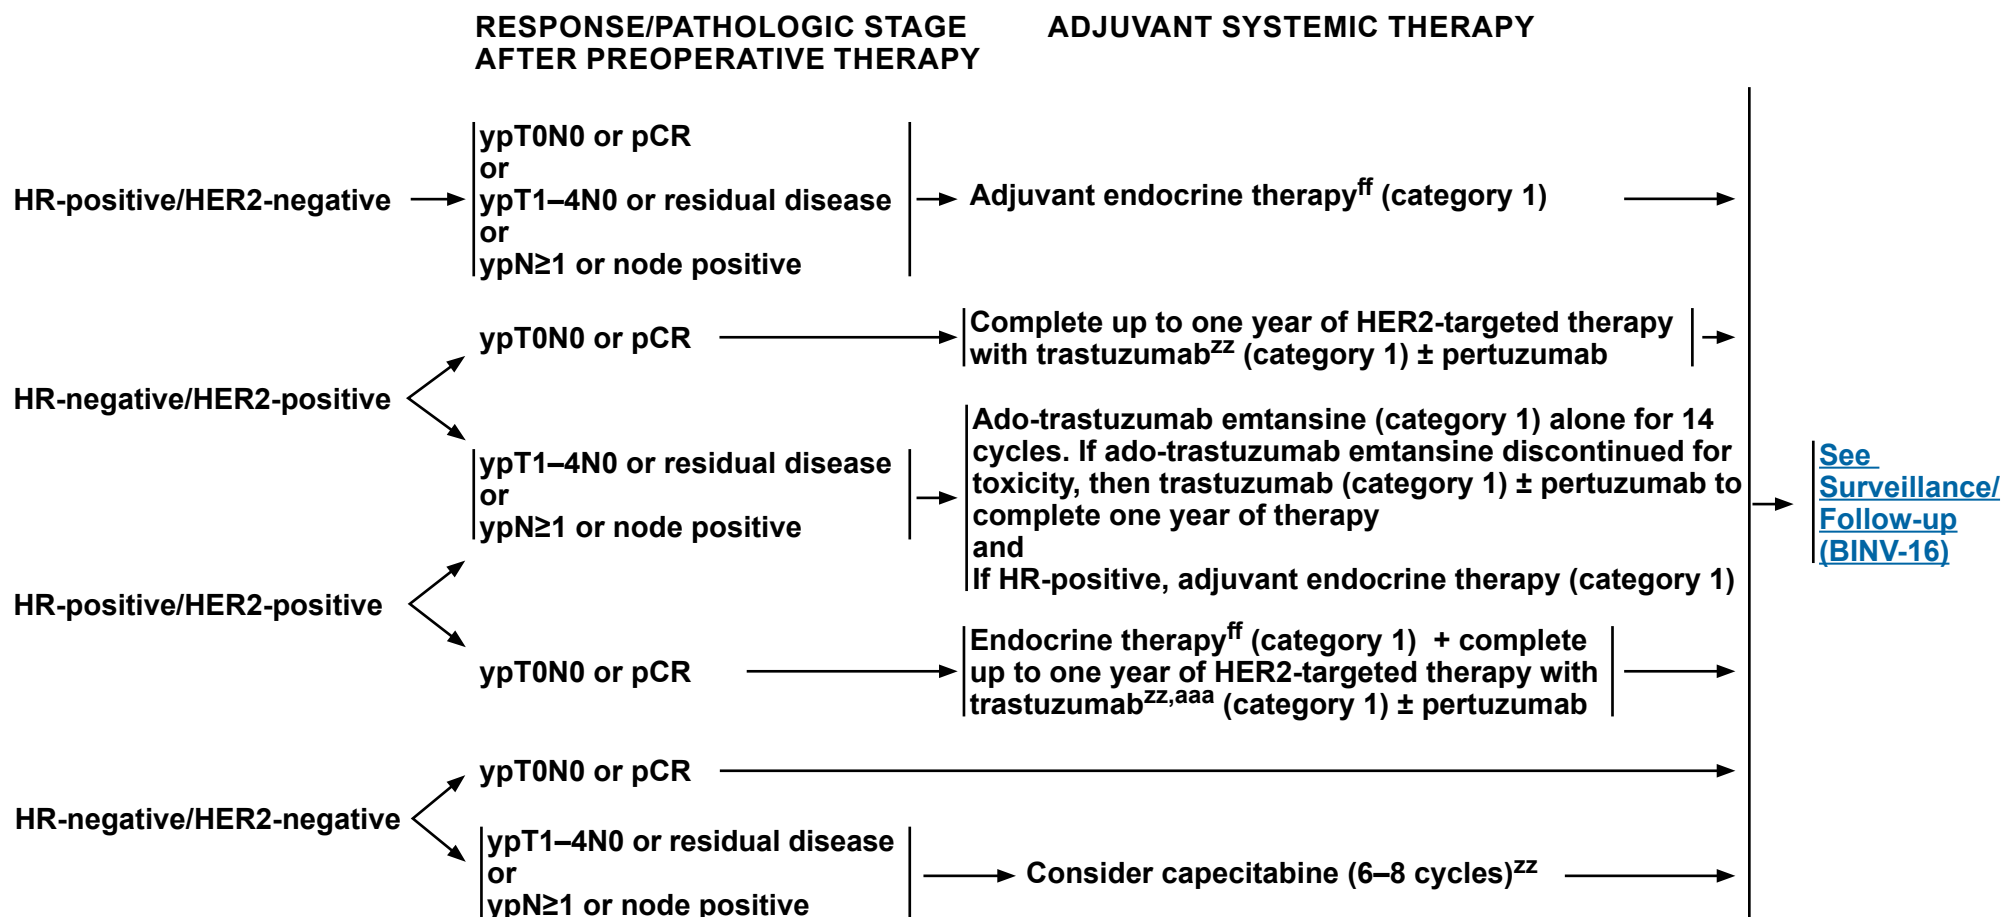 RESPONSE/PATHOLOGIC STAGE
AFTER PREOPERATIVE THERAPY
ADJUVANT SYSTEMIC THERAPY
HR-positive/HER2-negative
ypT0N0 or pCR
or
ypT1–4N0 or residual disease
or
ypN≥1 or node positive
Adjuvant endocrine therapyff (category 1)
HR-negative/HER2-positive
ypT0N0 or pCR
Complete up to one year of HER2-targeted therapy
with trastuzumabzz (category 1) ± pertuzumab
ypT1–4N0 or residual disease
or
ypN≥1 or node positive
Ado-trastuzumab emtansine (category 1) alone for 14
cycles. If ado-trastuzumab emtansine discontinued for
toxicity, then trastuzumab (category 1) ± pertuzumab to
complete one year of therapy
and
If HR-positive, adjuvant endocrine therapy (category 1)
HR-positive/HER2-positive
ypT0N0 or pCR
Endocrine therapyff (category 1) + complete
up to one year of HER2-targeted therapy with
trastuzumabzz,aaa (category 1) ± pertuzumab
HR-negative/HER2-negative
ypT0N0 or pCR
ypT1–4N0 or residual disease
or
ypN≥1 or node positive
Consider capecitabine (6–8 cycles)zz
See
Surveillance/
Follow-up
(BINV-16)